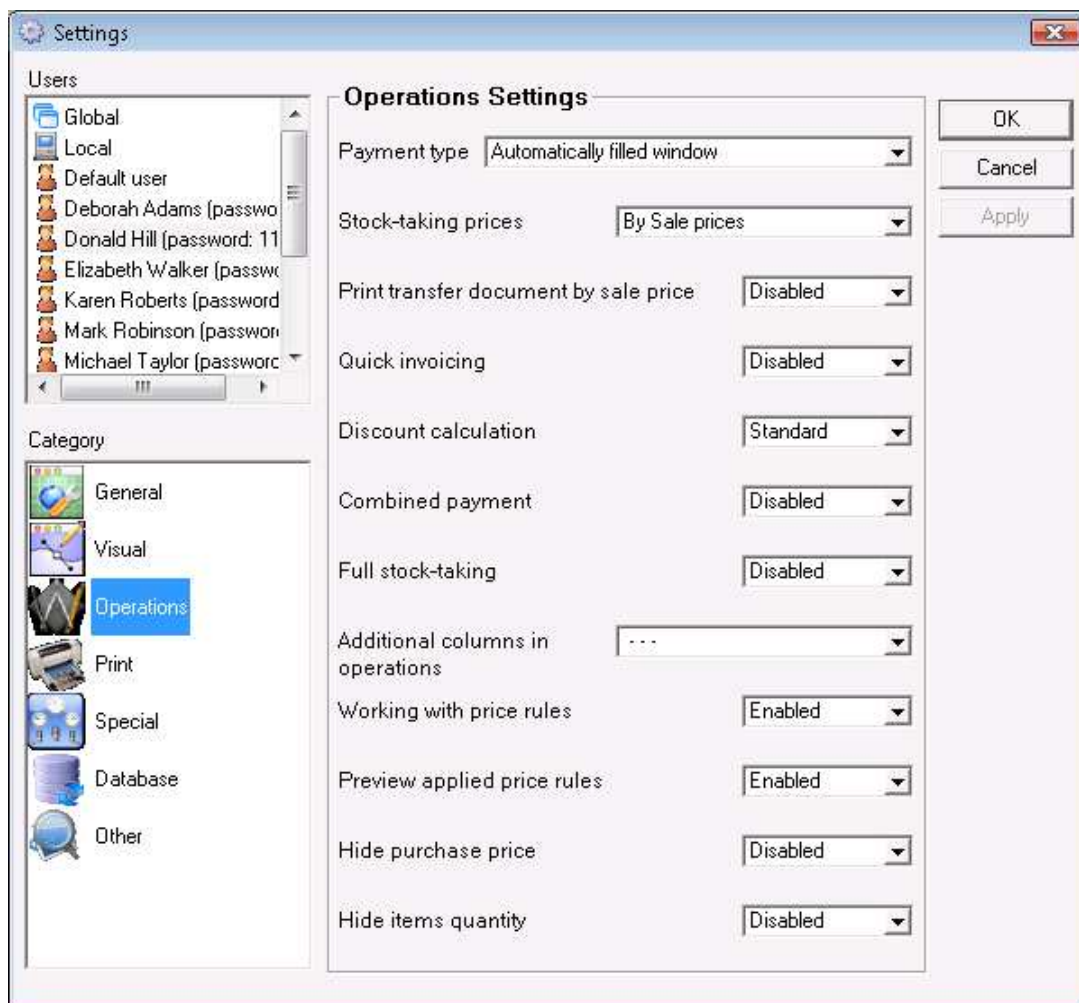 Settings
Users
Global
Local
Default user
Deborah Adams (passwo
Donald Hill (password: 11
Elizabeth Walker (passwo
Karen Roberts (password
Mark Robinson (passwor
Michael Taylor (passworc
Category
General
Visual
Operations
Print
Special
Database
Other
Operations Settings
Payment type Automatically filled window
Stock-taking prices By Sale prices
Print transfer document by sale price Disabled
Quick invoicing Disabled
Discount calculation Standard
Combined payment Disabled
Full stock-taking Disabled
Additional columns in - - -
operations
Working with price rules Enabled
Preview applied price rules Enabled
Hide purchase price Disabled
Hide items quantity Disabled
OK
Cancel
Apply